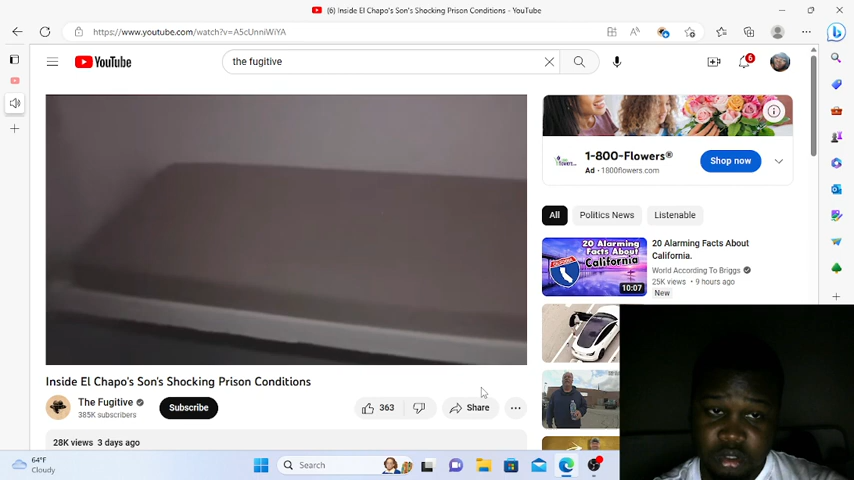 (6) Inside El Chapo's Son's Shocking Prison Conditions - YouTube
https://www.youtube.com/watch?v=A5cUnniWiYA
YouTube
the fugitive
6
1-800-Flowers®
Ad • 1800flowers.com
Shop now
All
Politics News
Listenable
20 Alarming
Facts About
California
10:07
20 Alarming Facts About
California.
World According To Briggs
25K views • 9 hours ago
New
Inside El Chapo's Son's Shocking Prison Conditions
The Fugitive
385K subscribers
Subscribe
363
Share
28K views 3 days ago
64°F
Cloudy
Search